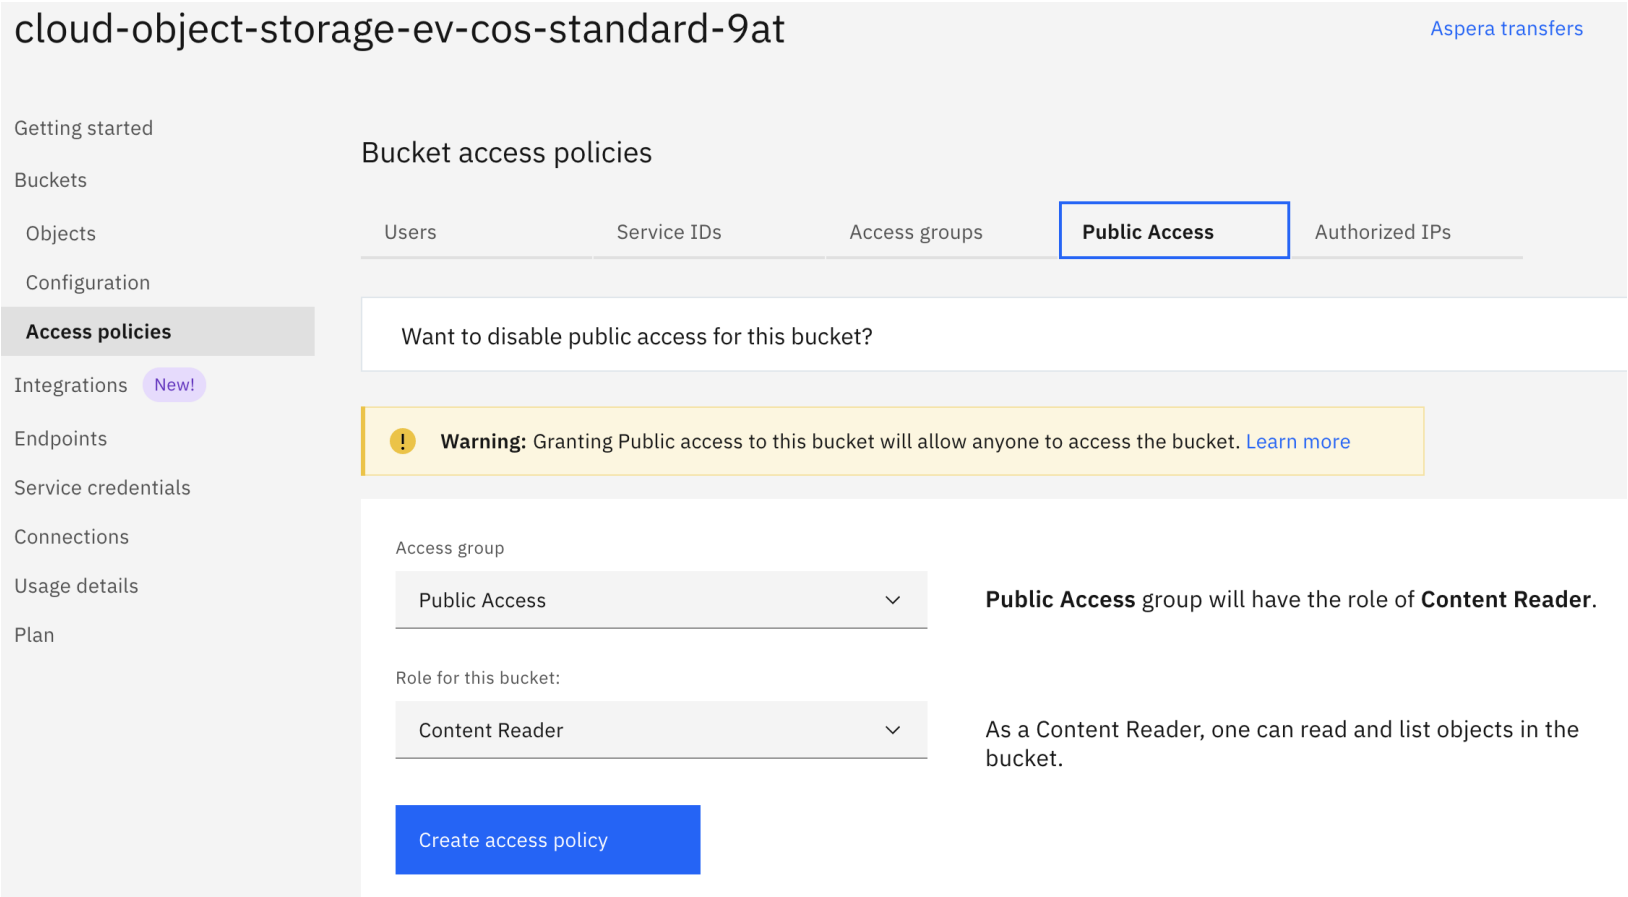 cloud-object-storage-ev-cos-standard-9at
Aspera transfers
Getting started
Buckets
Objects
Configuration
Access policies
Integrations New!
Endpoints
Service credentials
Connections
Usage details
Plan
Bucket access policies
Users
Service IDs
Access groups
Public Access
Authorized IPs
Want to disable public access for this bucket?
! Warning: Granting Public access to this bucket will allow anyone to access the bucket. Learn more
Access group
Public Access
Public Access group will have the role of Content Reader.
Role for this bucket:
Content Reader
As a Content Reader, one can read and list objects in the
bucket.
Create access policy